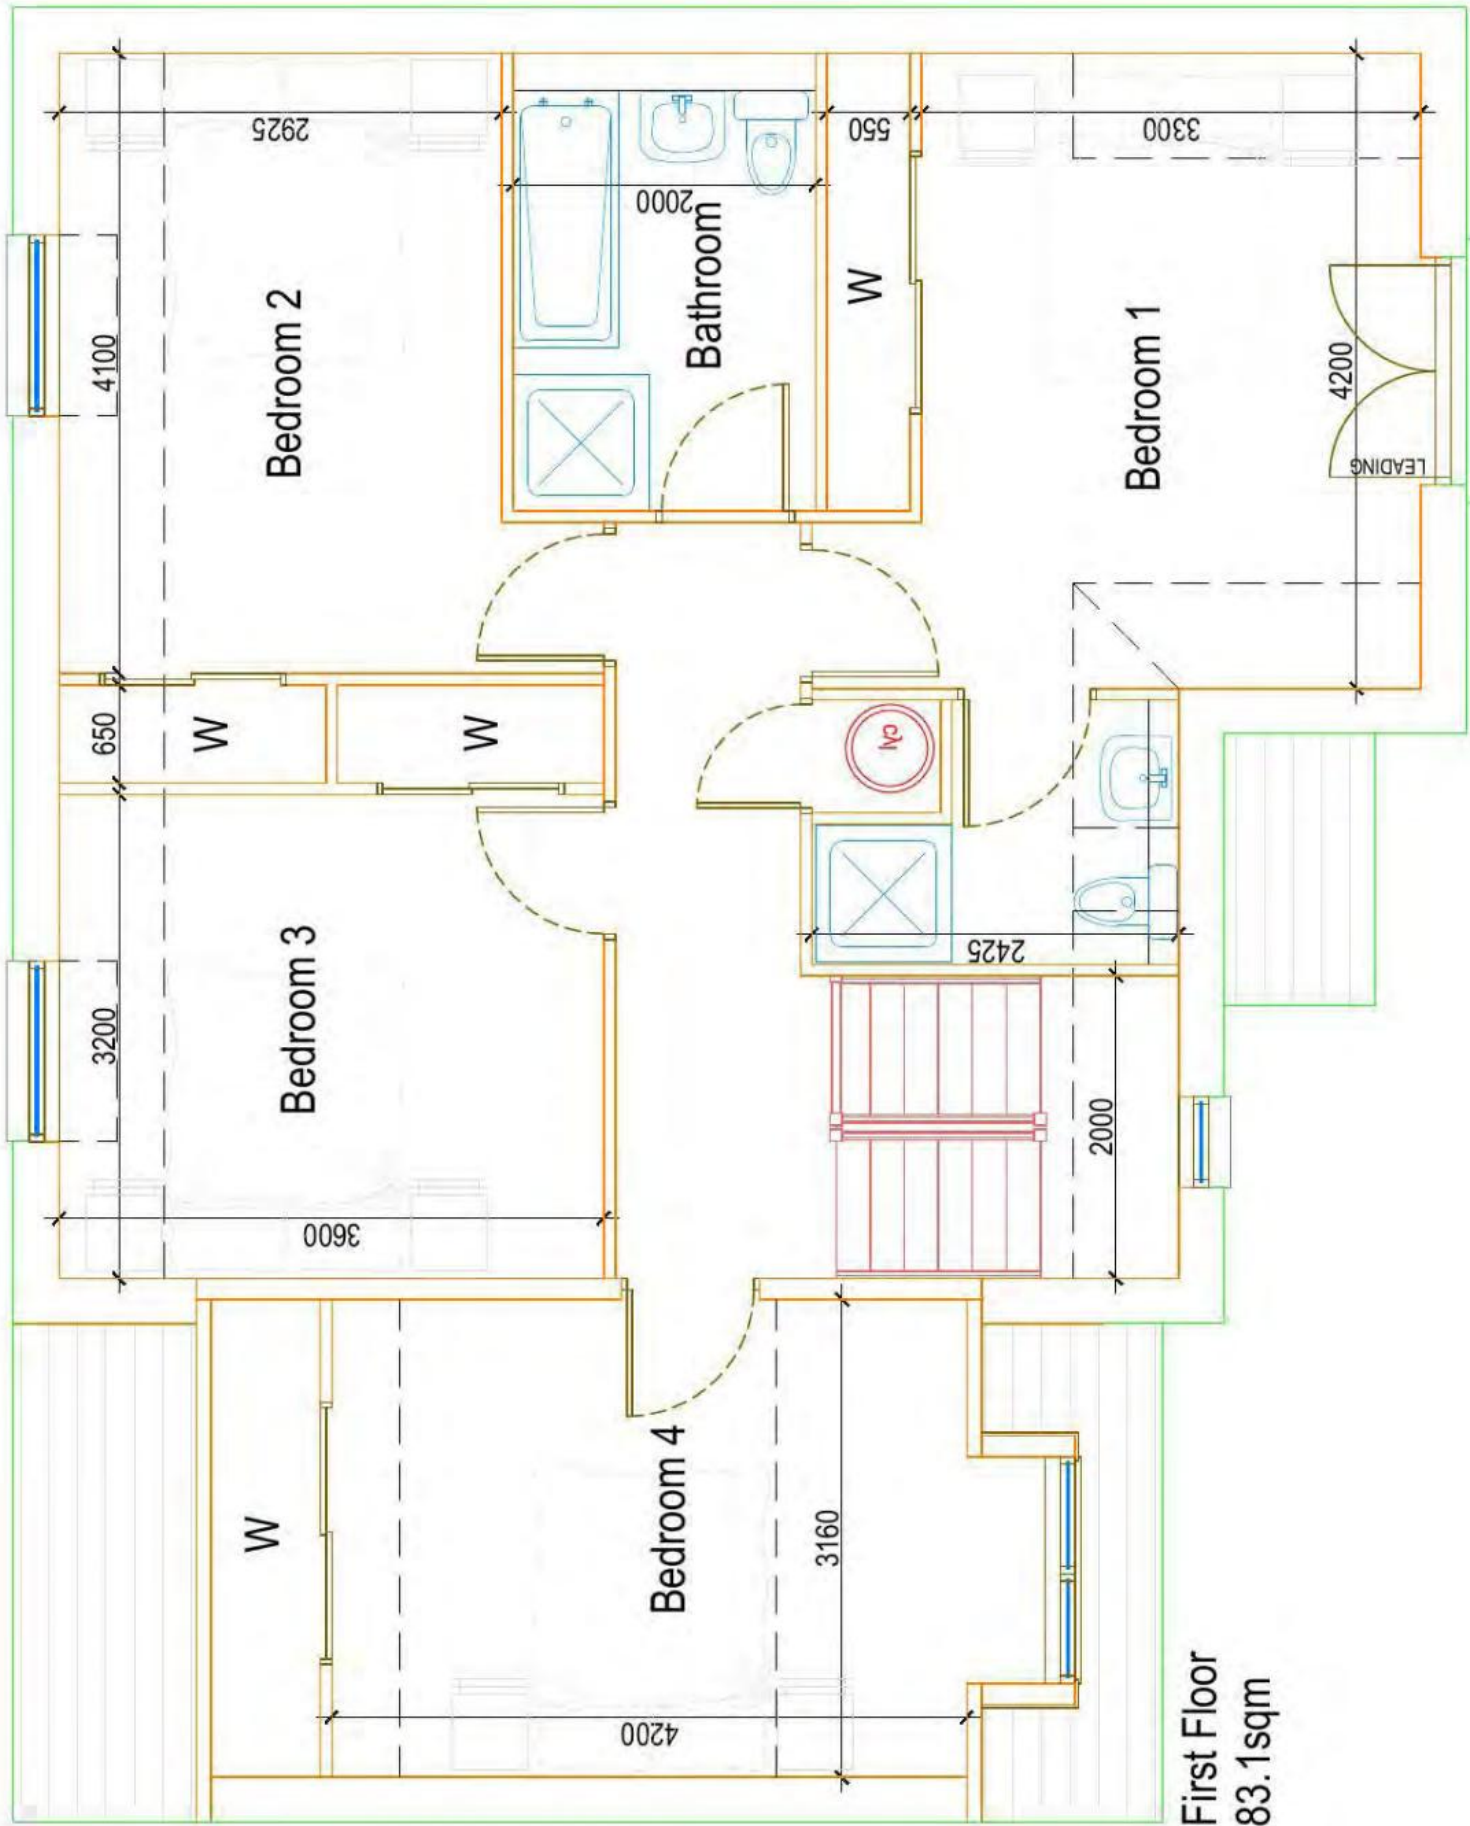 4100
2925
Bedroom 2
2000
Bathroom
550
W
3300
Bedroom 1
4200
LEADING
650
W
W
cyl
3200
Bedroom 3
3600
2425
2000
W
Bedroom 4
3160
4200
First Floor
83.1sqm